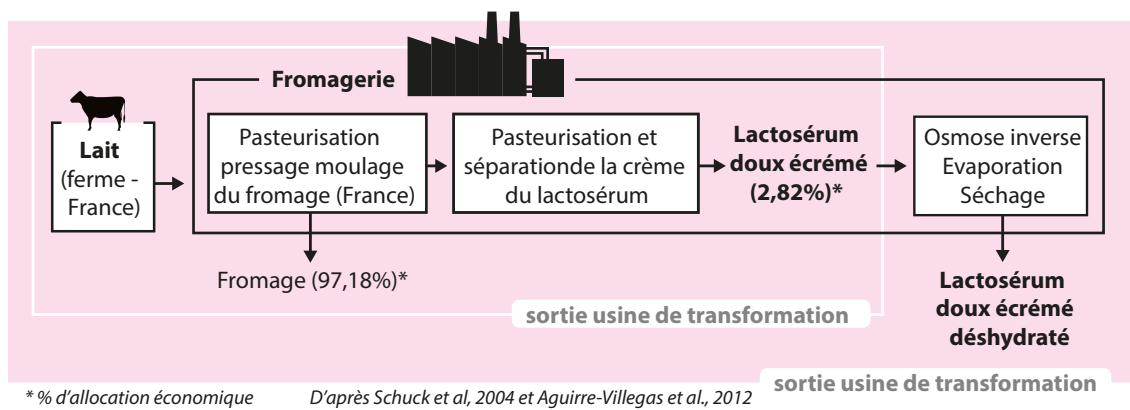 Fromagerie
Lait
(ferme -
France)
Pasteurisation
pressage moulage
du fromage (France)
Pasteurisation et
séparationde la crème
du lactosérum
Lactosérum
doux écrémé
(2,82%)*
Osmose inverse
Evaporation
Séchage
Fromage (97,18%)*
Lactosérum
doux écrémé
déshydraté
sortie usine de transformation
sortie usine de transformation
* % d'allocation économique
D'après Schuck et al, 2004 et Aguirre-Villegas et al., 2012